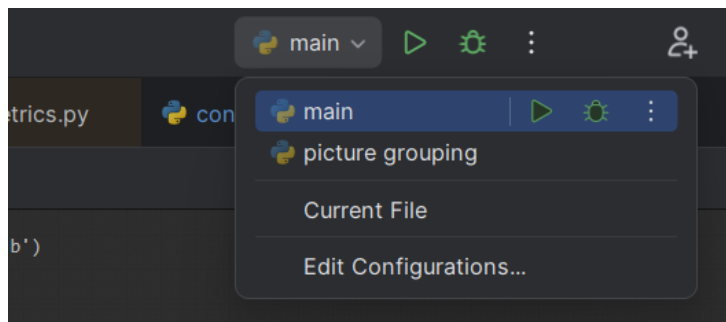 main
etrics.py
con
main
picture grouping
Current File
b')
Edit Configurations...